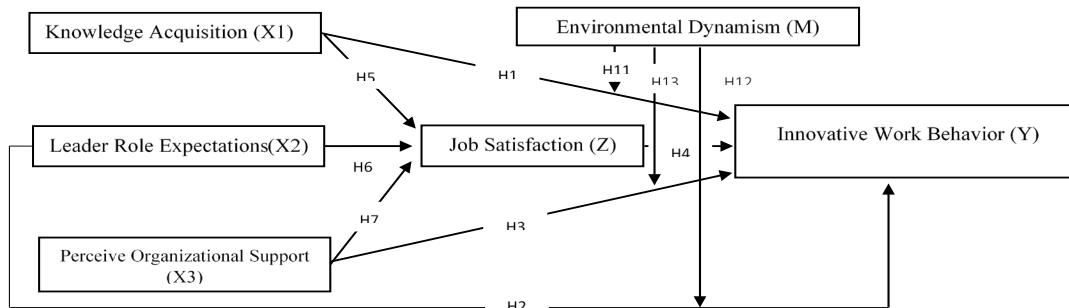 Knowledge Acquisition (X1)
Environmental Dynamism (M)
H5
H1
H11
H13
H12
Leader Role Expectations(X2)
Job Satisfaction (Z)
Innovative Work Behavior (Y)
H6
H4
H7
H3
Perceive Organizational Support
(X3)
H2